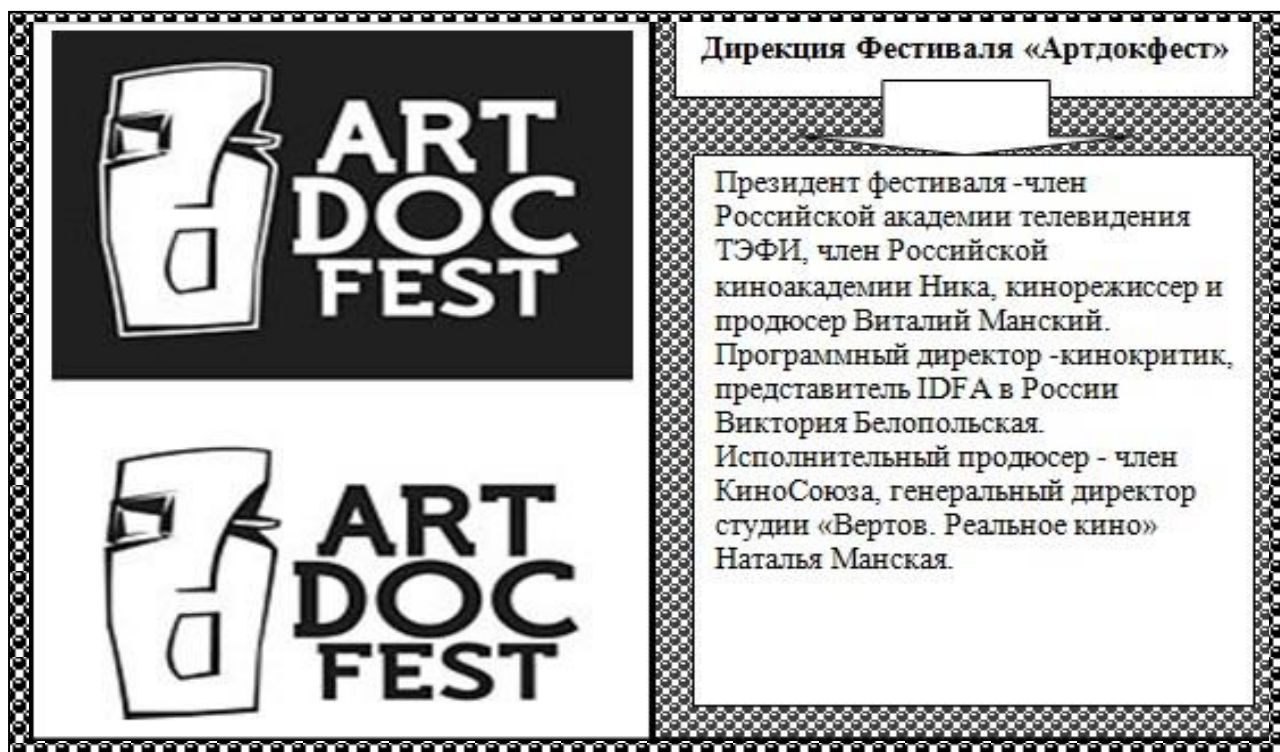 ART
DOC
FEST
ART
DOC
FEST
Дирекция Фестиваля «Артдокфест»
Президент фестиваля -член
Российской академии телевидения
ТЭФИ, член Российской
киноакадемии Ника, кинорежиссер и
продюсер Виталий Манский.
Программный директор -кинокритик,
представитель IDFA в России
Виктория Белопольская.
Исполнительный продюсер - член
КиноСоюза, генеральный директор
студии «Вертов. Реальное кино»
Наталья Манская.